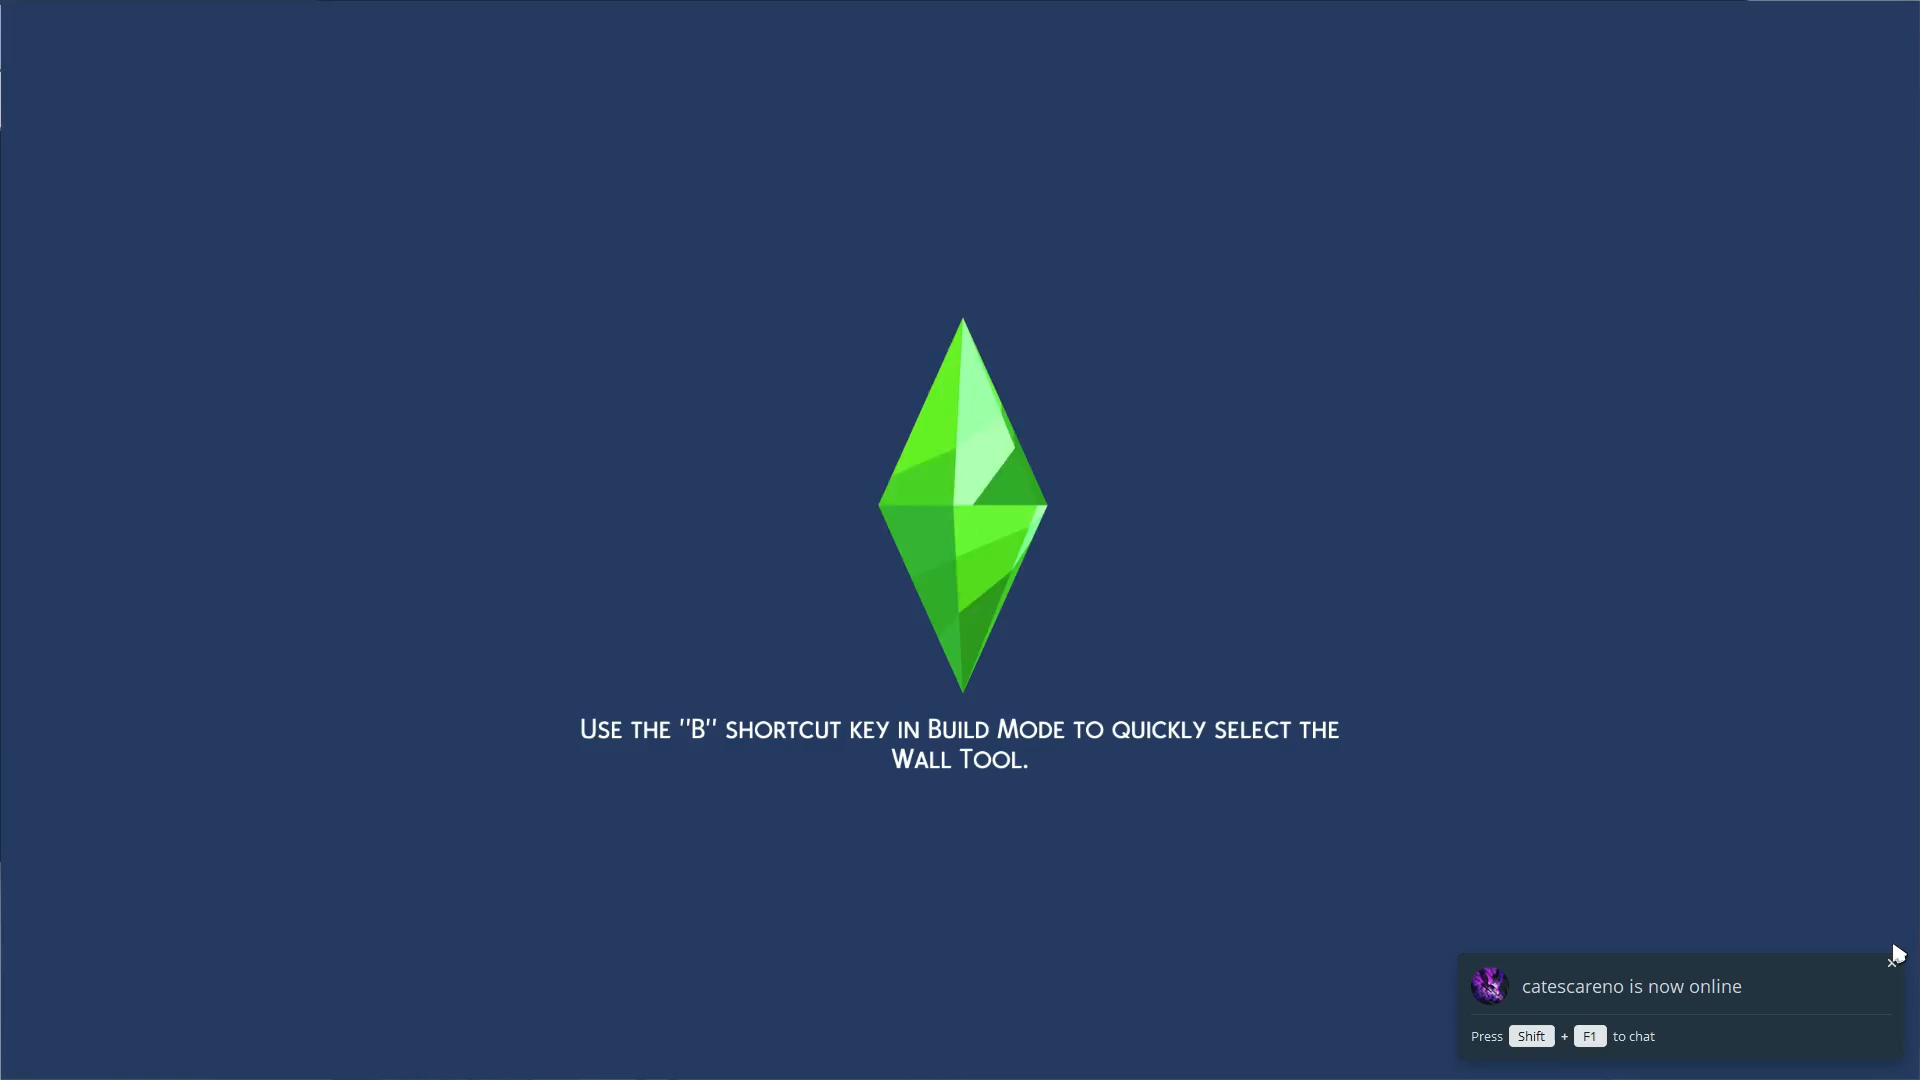 Use the "B" shortcut key in Build Mode to quickly select the
Wall Tool.
catescareno is now online
Press Shift + F1 to chat